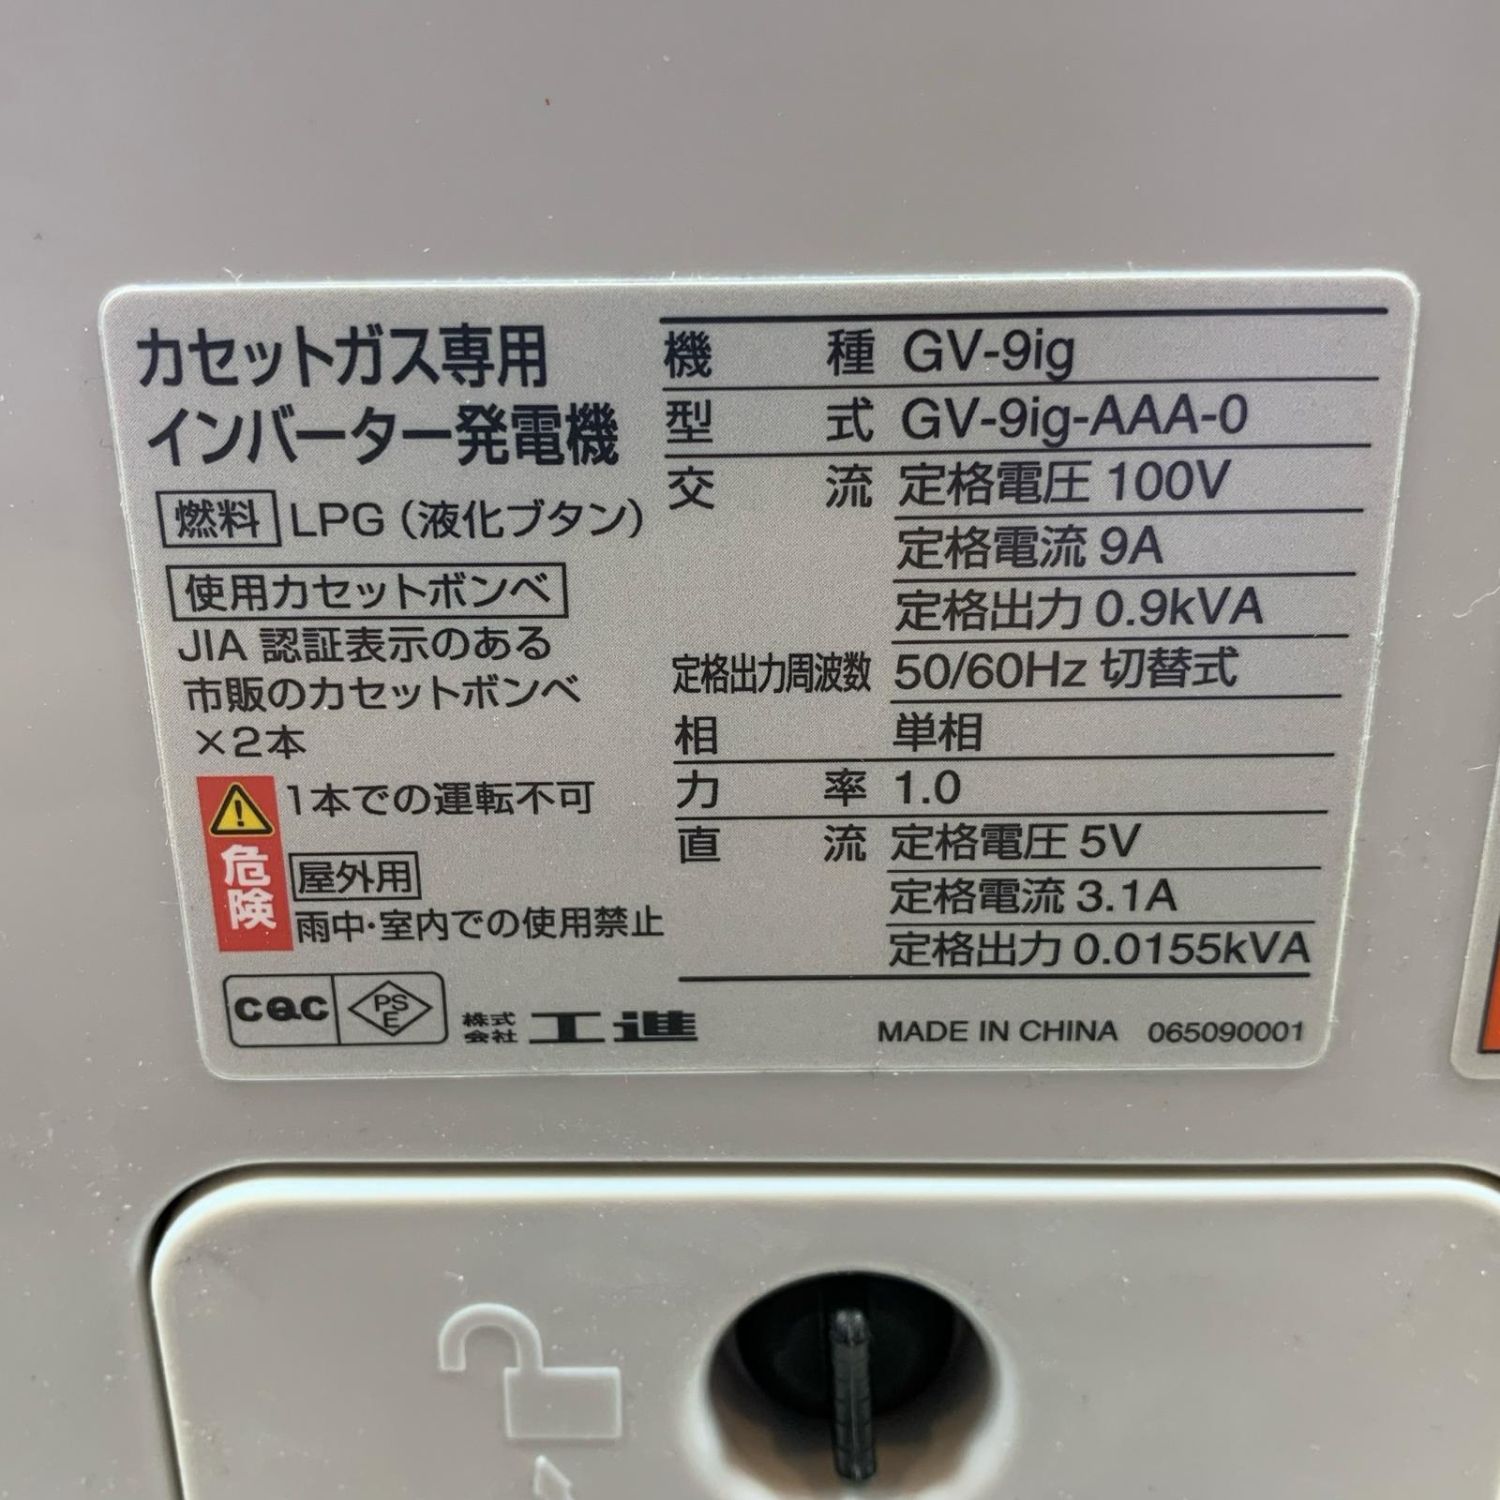 カセットガス専用
インバーター発電機
燃料 LPG（液化ブタン）
使用カセットボンベ
JIA 認証表示のある
市販のカセットボンベ
×2本
危険
1本での運転不可
屋外用
雨中・室内での使用禁止
cqc PSE 株式会社 工進
機種 GV-9ig
型式 GV-9ig-AAA-0
交流 定格電圧 100V
定格電流 9A
定格出力 0.9kVA
定格出力周波数 50/60Hz 切替式
相 単相
力率 1.0
直流 定格電圧 5V
定格電流 3.1A
定格出力 0.0155kVA
MADE IN CHINA 065090001